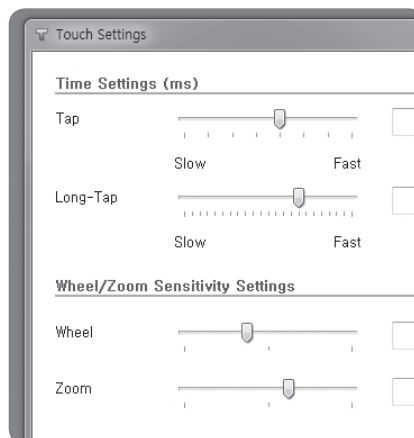 Touch Settings
Time Settings (ms)
Tap
Slow Fast
Long-Tap
Slow Fast
Wheel/Zoom Sensitivity Settings
Wheel
Zoom